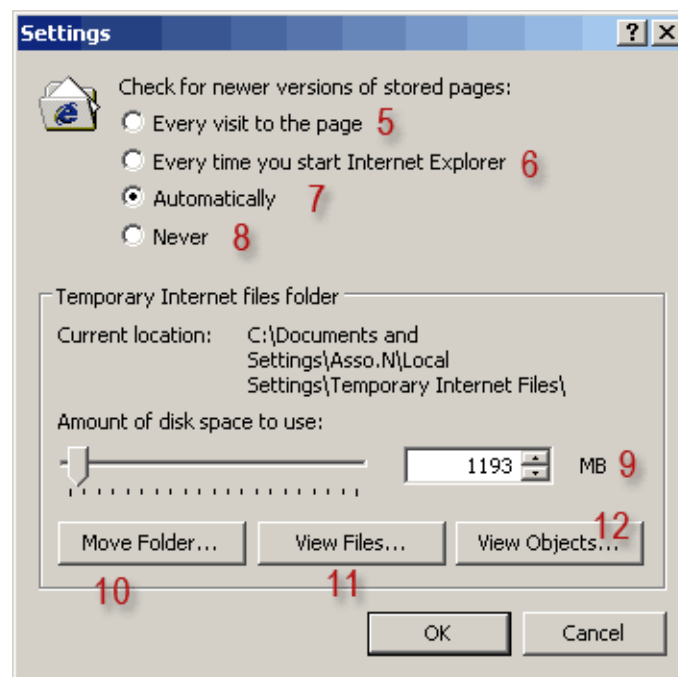 Settings
Check for newer versions of stored pages:
Every visit to the page 5
Every time you start Internet Explorer 6
Automatically 7
Never 8
Temporary Internet files folder
Current location: C:\Documents and
Settings\Asso.N\Local
Settings\Temporary Internet Files\
Amount of disk space to use:
1193 MB 9
Move Folder... View Files... View Objects... 12
10 11
OK Cancel